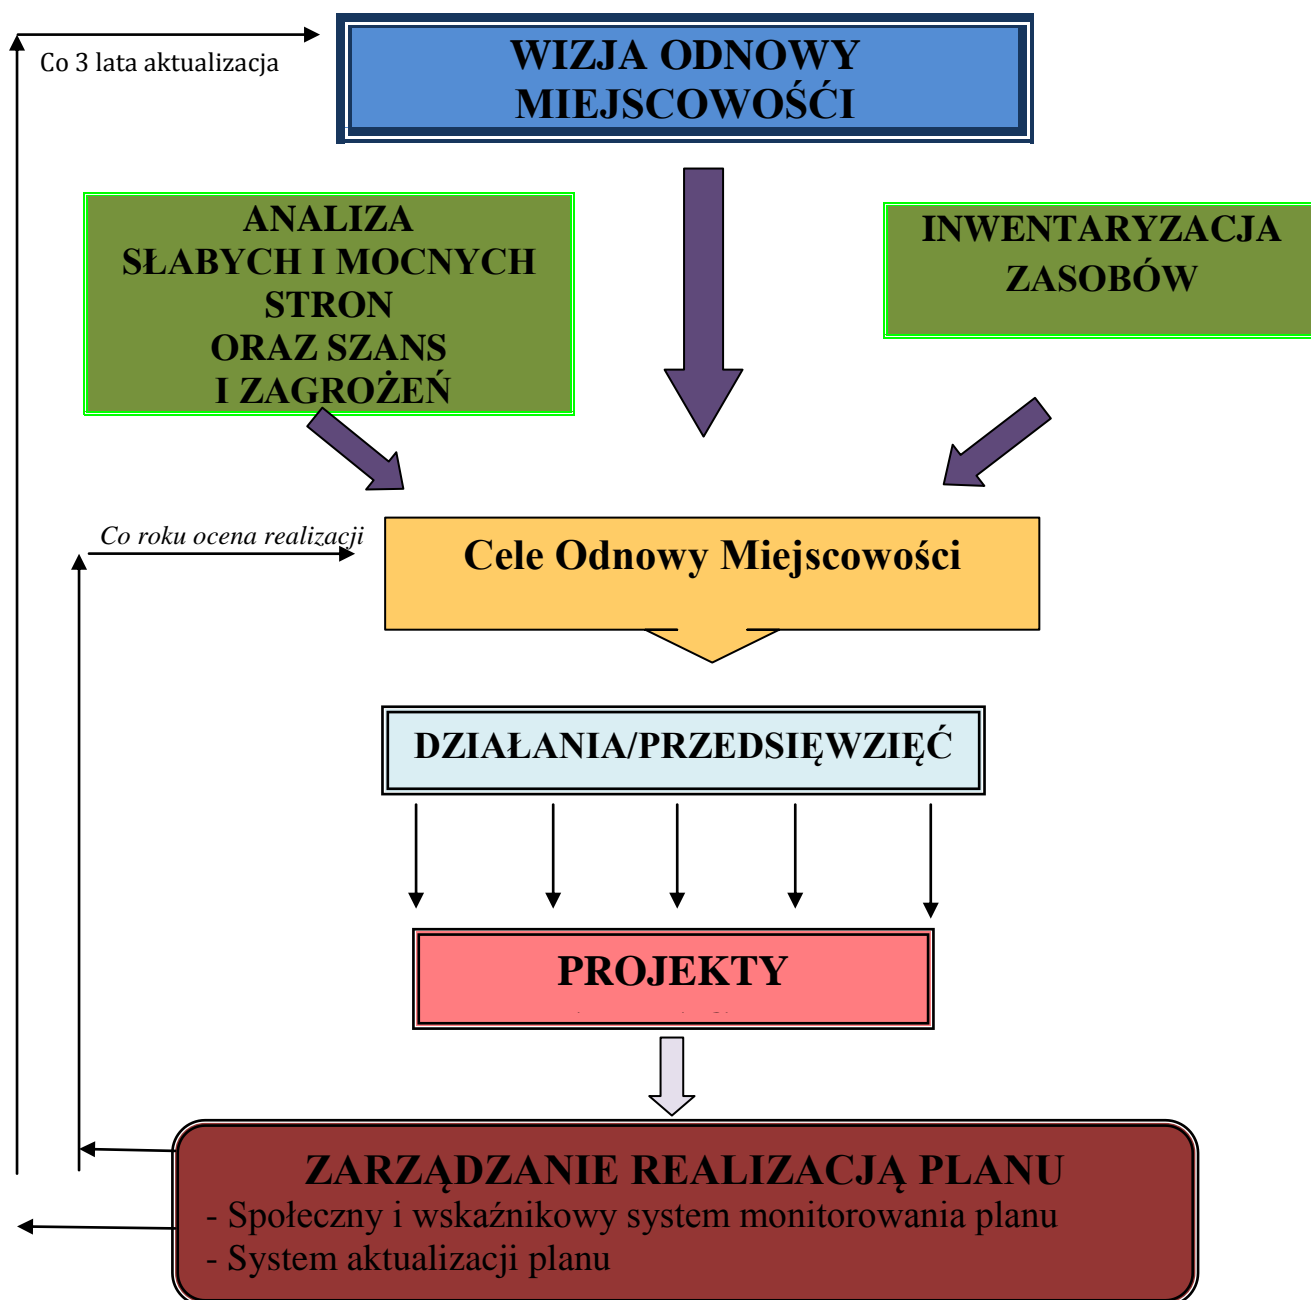 Co 3 lata aktualizacja
WIZJA ODNOWY
MIEJSCOWOŚĆI
ANALIZA
SŁABYCH I MOCNYCH
STRON
ORAZ SZANS
I ZAGROŻEŃ
INWENTARYZACJA
ZASOBÓW
Co roku ocena realizacji
Cele Odnowy Miejscowości
DZIAŁANIA/PRZEDSIĘWZIĘĆ
PROJEKTY
ZARZĄDZANIE REALIZACJĄ PLANU
- Społeczny i wskaźnikowy system monitorowania planu
- System aktualizacji planu